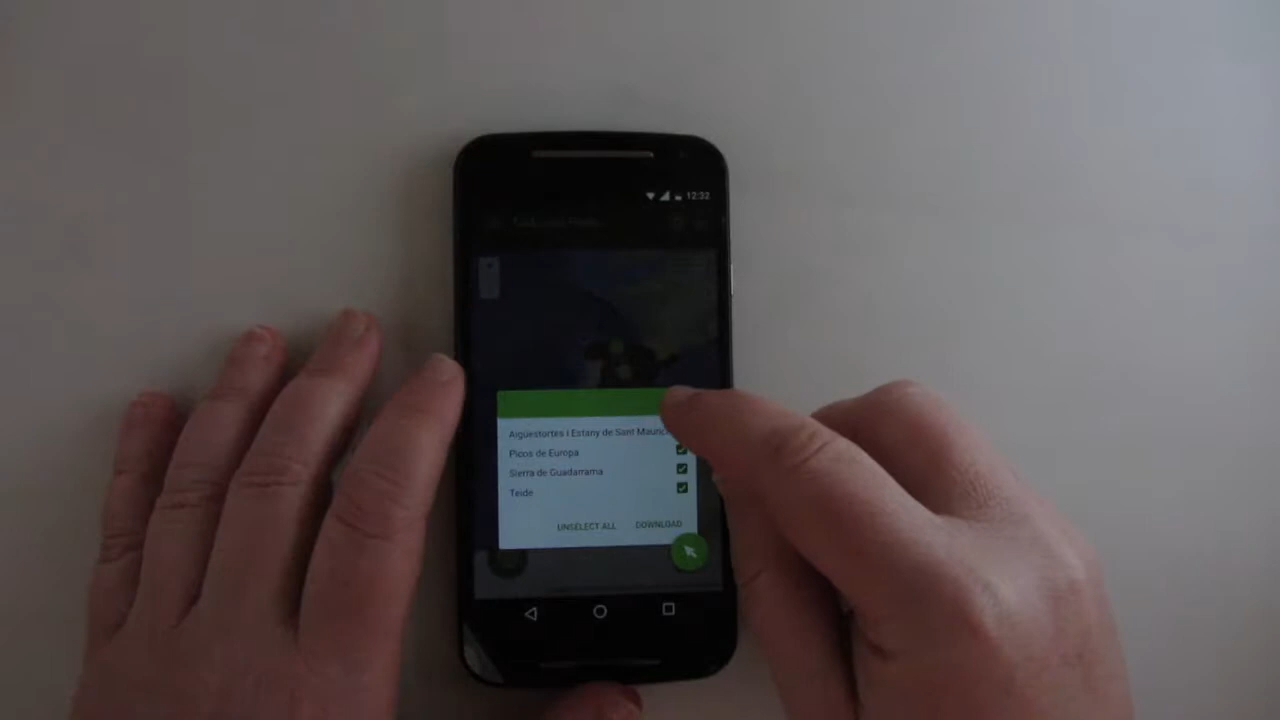 12:32
Aigüestortes i Estany de Sant Maurici
Picos de Europa
Sierra de Guadarrama
Teide
UNSELECT ALL DOWNLOAD